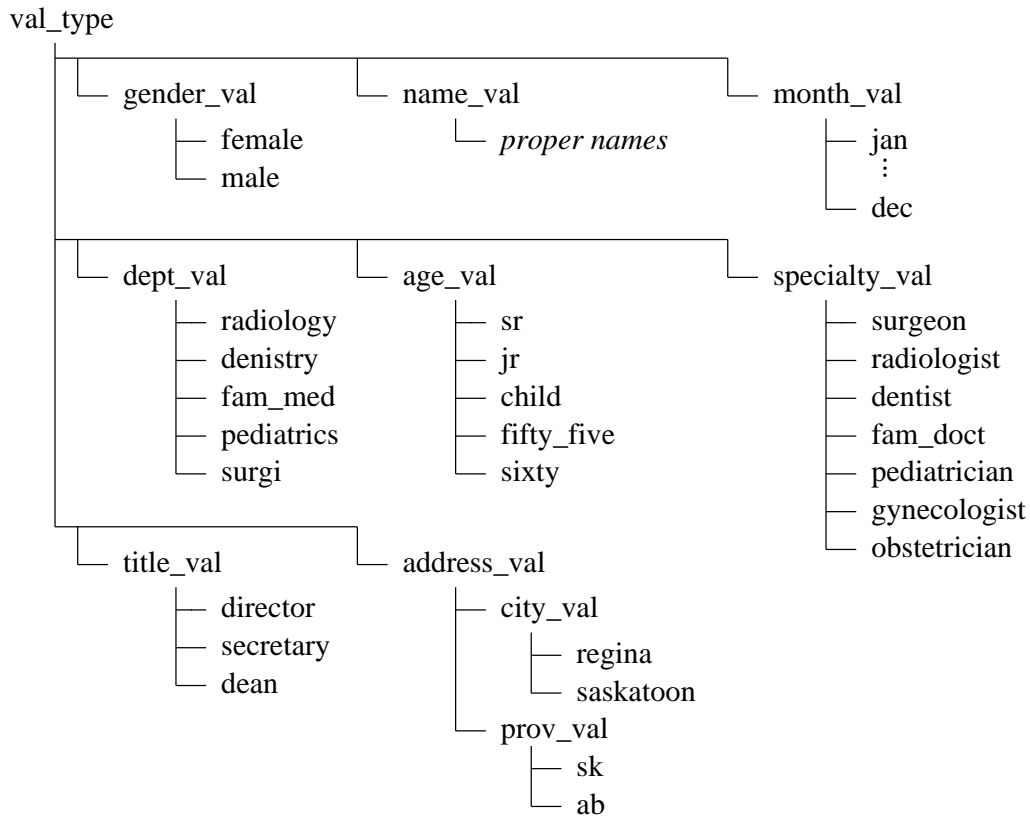 val_type
gender_val name_val month_val
female proper names jan
male
⋮
dec
dept_val age_val specialty_val
radiology sr surgeon
denistry jr radiologist
fam_med child dentist
pediatrics fifty_five fam_doct
surgi sixty pediatrician
gynecologist
obstetrician
title_val address_val
director city_val
secretary regina
dean saskatoon
prov_val
sk
ab